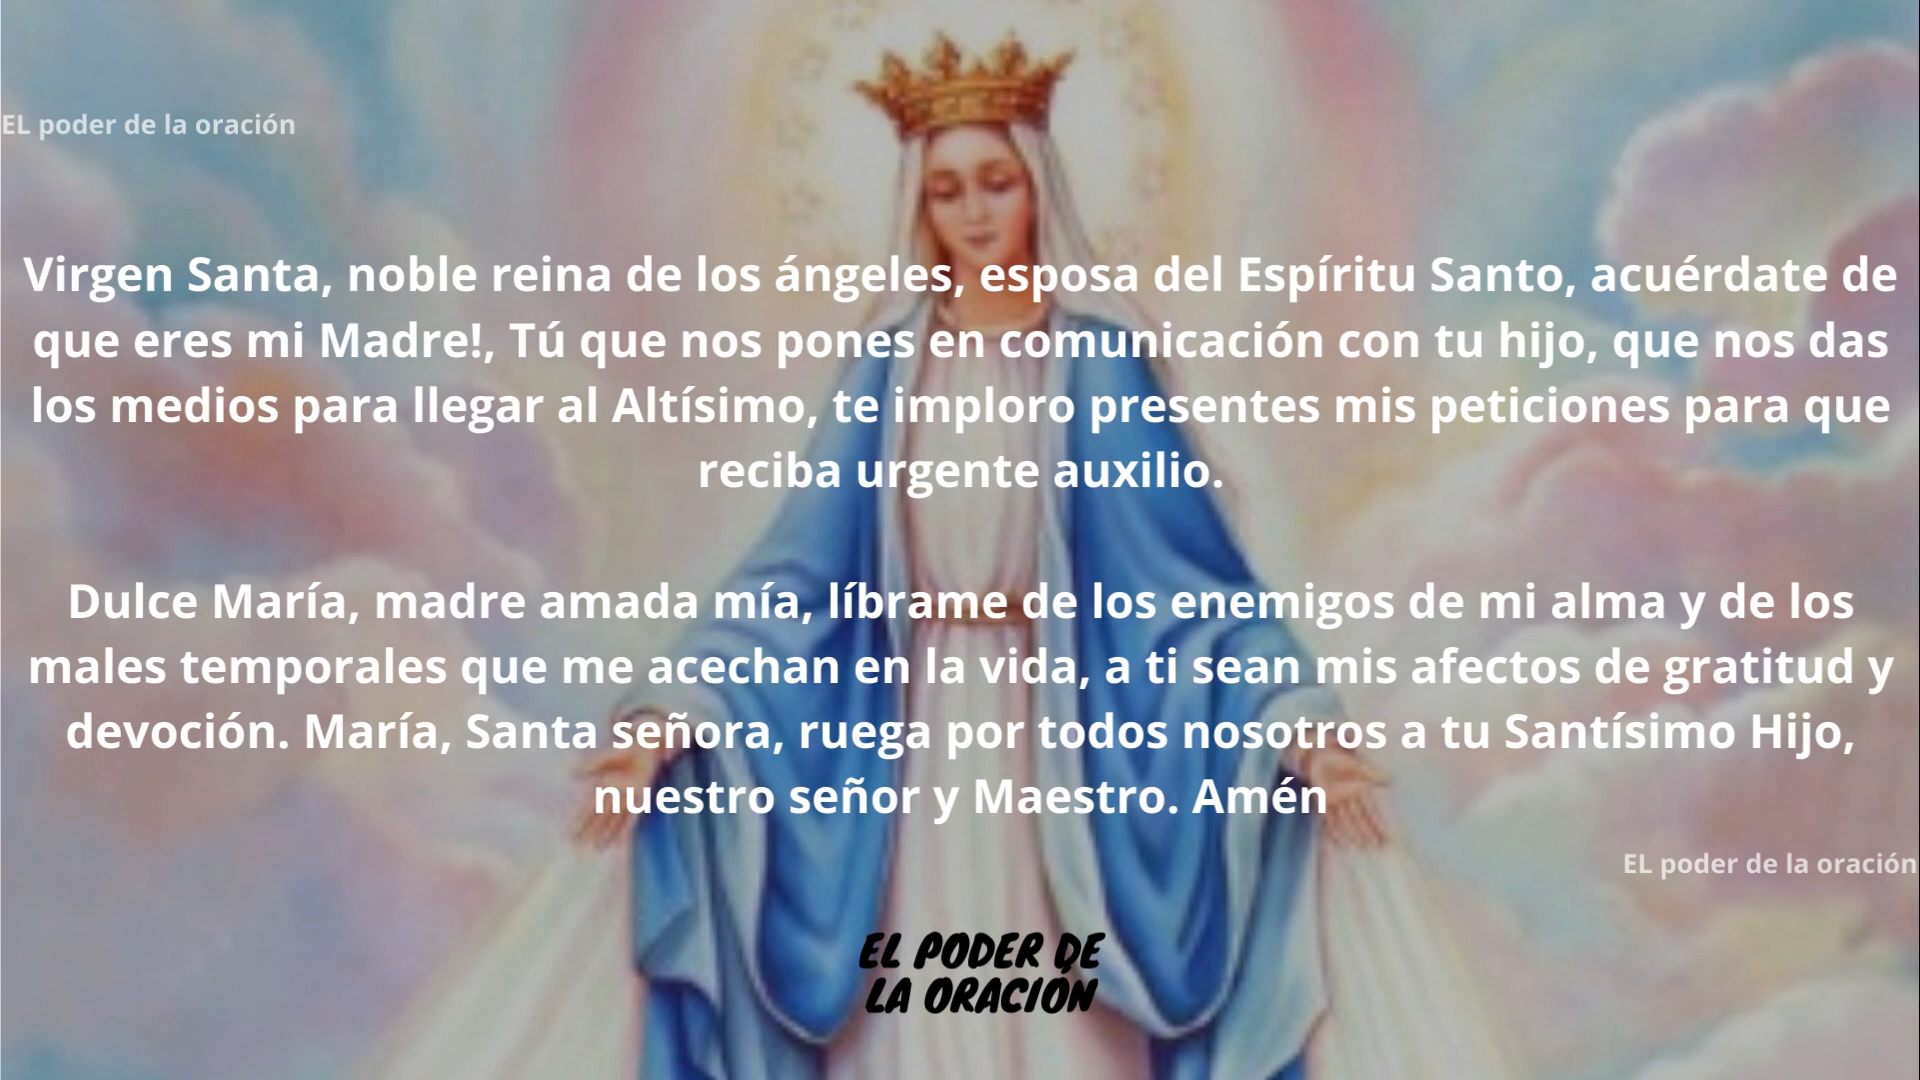 EL poder de la oración
Virgen Santa, noble reina de los ángeles, esposa del Espíritu Santo, acuérdate de
que eres mi Madre!, Tú que nos pones en comunicación con tu hijo, que nos das
los medios para llegar al Altísimo, te imploro presentes mis peticiones para que
reciba urgente auxilio.
Dulce María, madre amada mía, líbrame de los enemigos de mi alma y de los
males temporales que me acechan en la vida, a ti sean mis afectos de gratitud y
devoción. María, Santa señora, ruega por todos nosotros a tu Santísimo Hijo,
nuestro señor y Maestro. Amén
EL poder de la oración
EL PODER DE
LA ORACIÓN